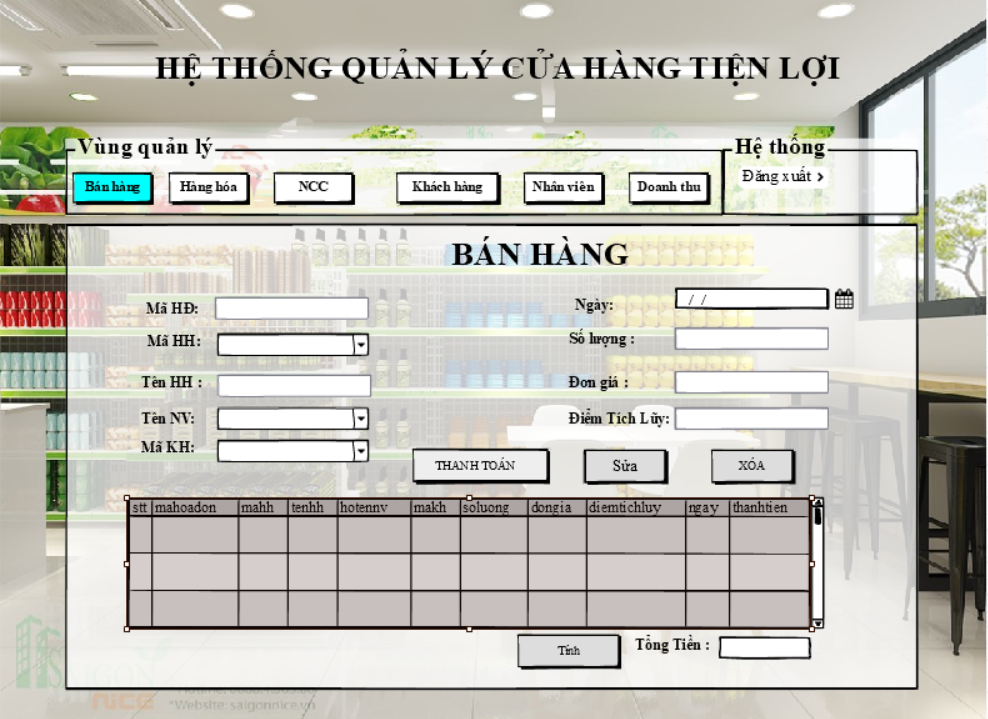 HỆ THỐNG QUẢN LÝ CỬA HÀNG TIỆN LỢI
Vùng quản lý
Hệ thống
Bán hàng
Hàng hóa
NCC
Khách hàng
Nhân viên
Doanh thu
Đăng xuất ›
BÁN HÀNG
Mã HĐ:
Ngày: / /
Mã HH:
Số lượng :
Tên HH :
Đơn giá :
Tên NV:
Điểm Tích Lũy:
Mã KH:
THANH TOÁN
Sửa
XÓA
stt mahoadon mahh tenhh hotennv makh soluong dongia diemtichluy ngay thanhtien
Tính
Tổng Tiền :
NICE
*Website: saigonnice.vn